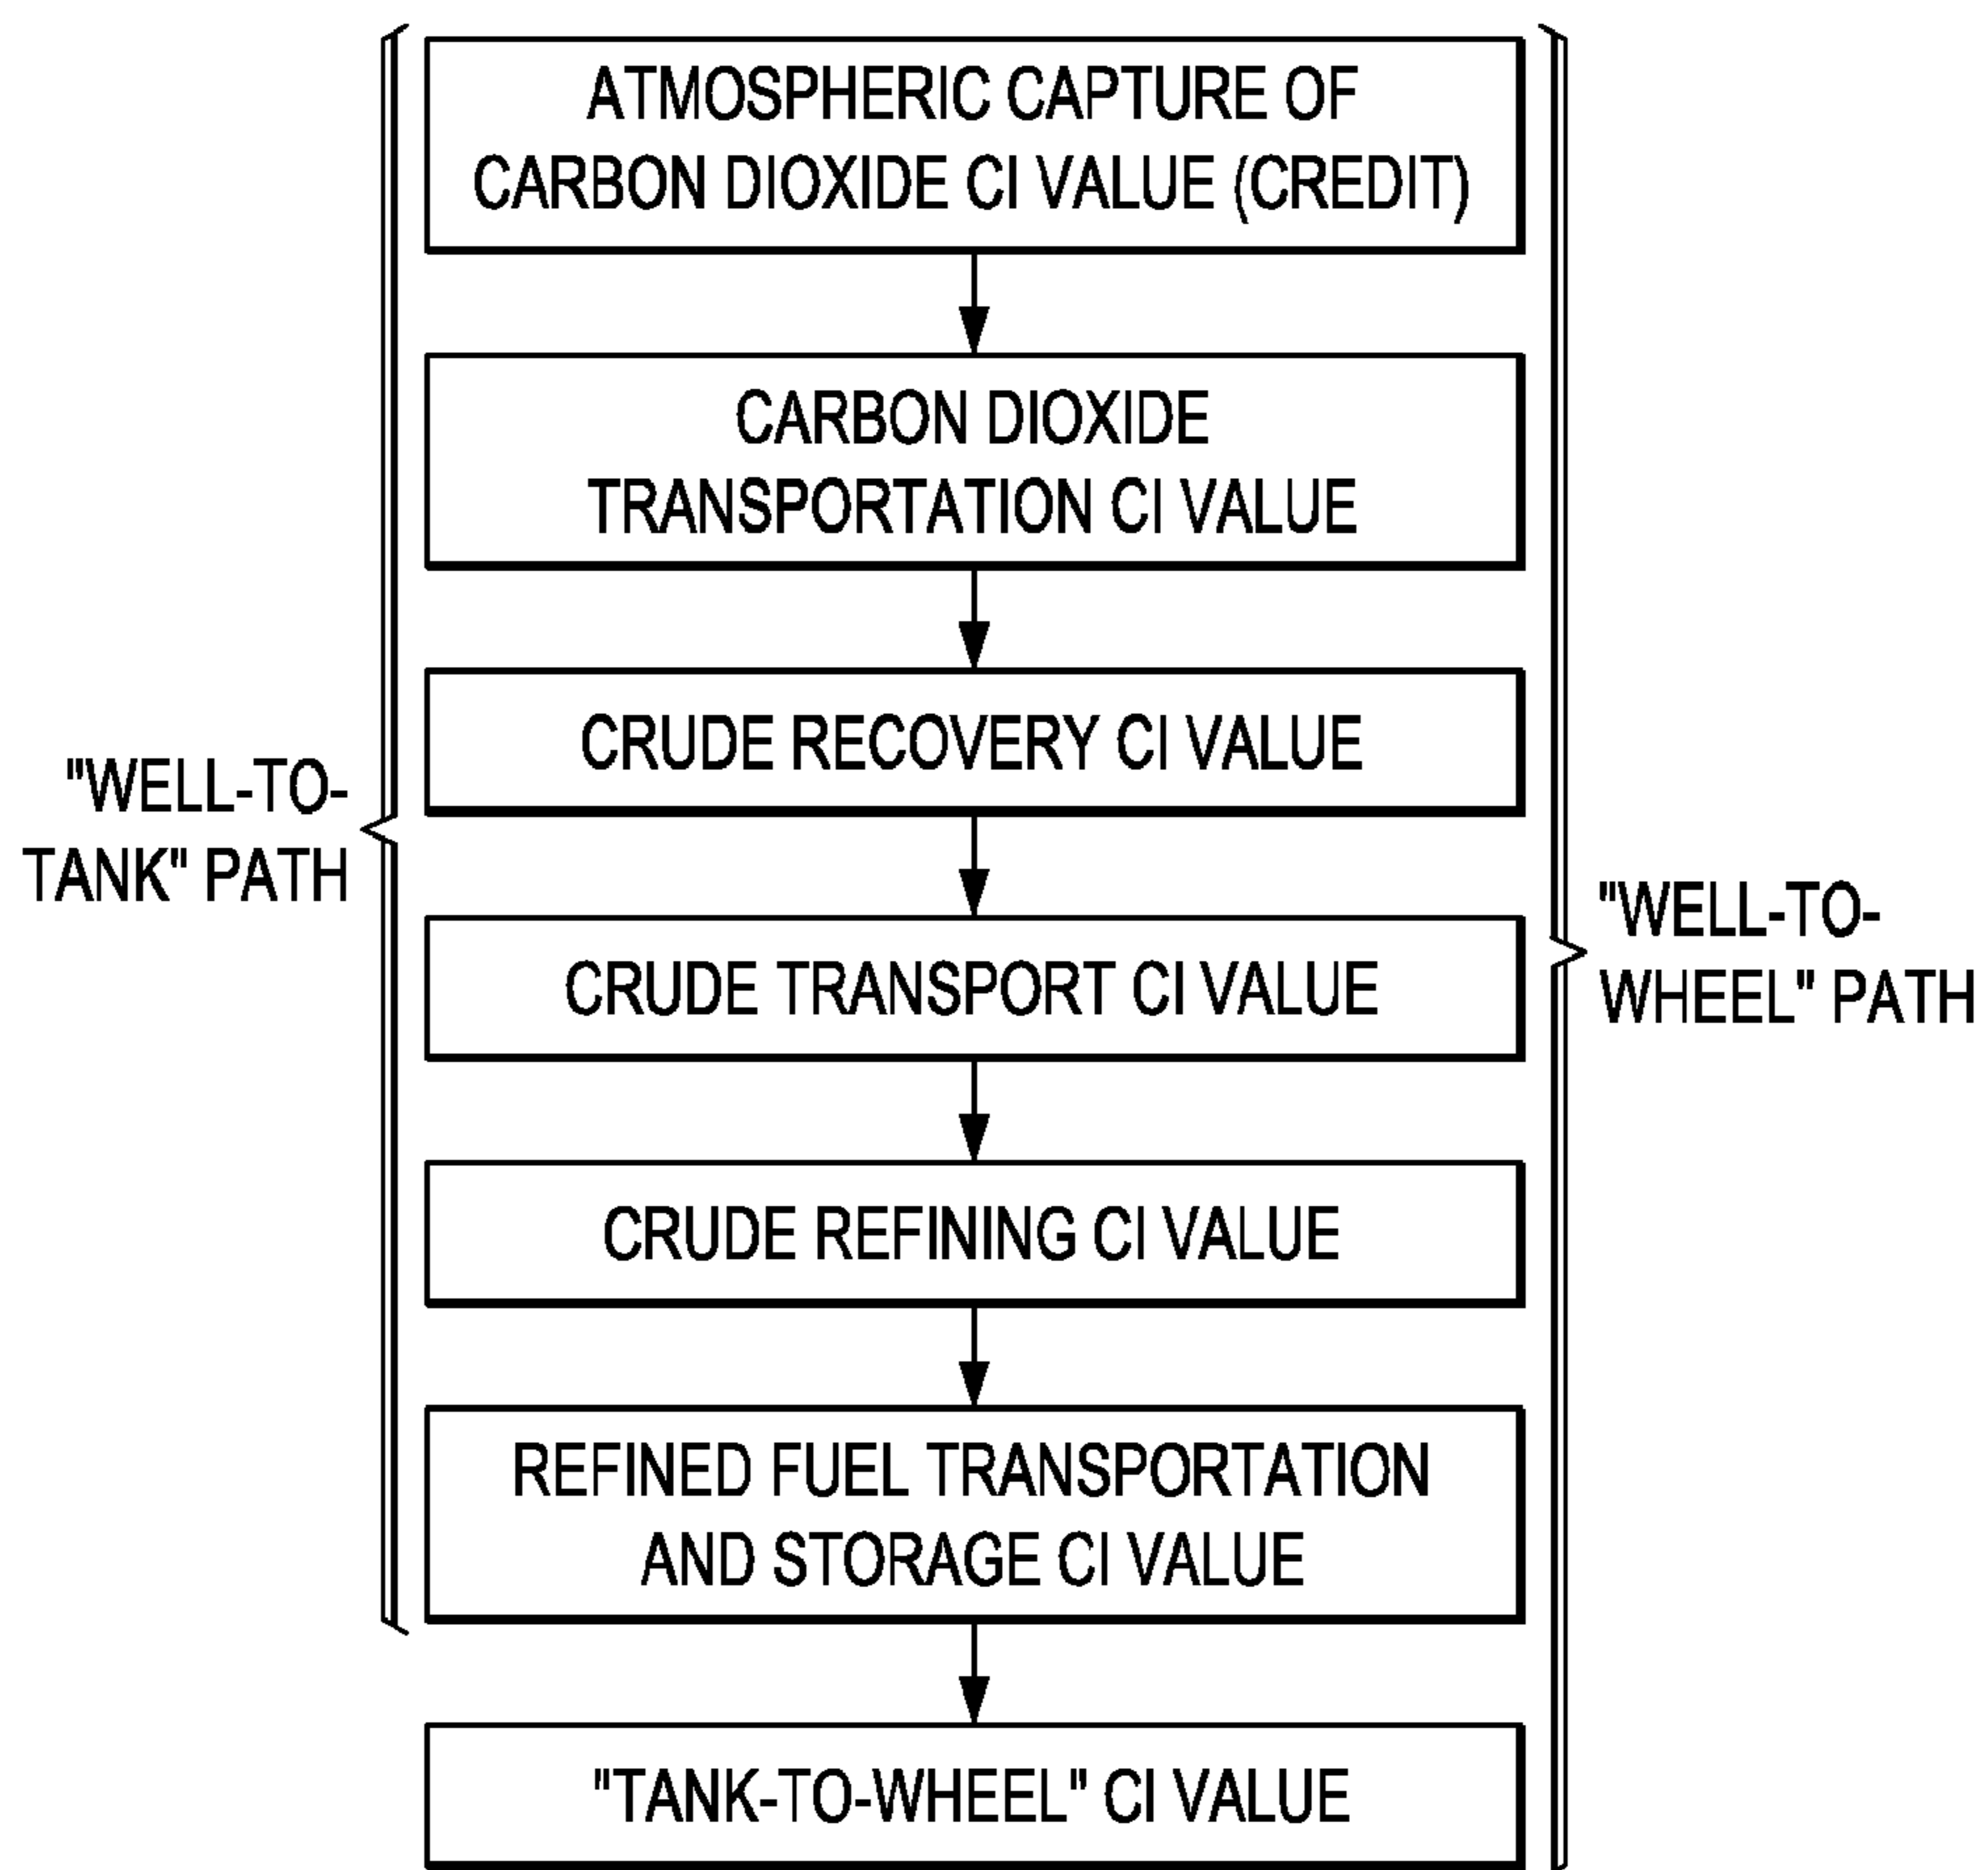 ATMOSPHERIC CAPTURE OF
CARBON DIOXIDE CI VALUE (CREDIT)
CARBON DIOXIDE
TRANSPORTATION CI VALUE
CRUDE RECOVERY CI VALUE
"WELL-TO-
TANK" PATH
CRUDE TRANSPORT CI VALUE
"WELL-TO-
WHEEL" PATH
CRUDE REFINING CI VALUE
REFINED FUEL TRANSPORTATION
AND STORAGE CI VALUE
"TANK-TO-WHEEL" CI VALUE